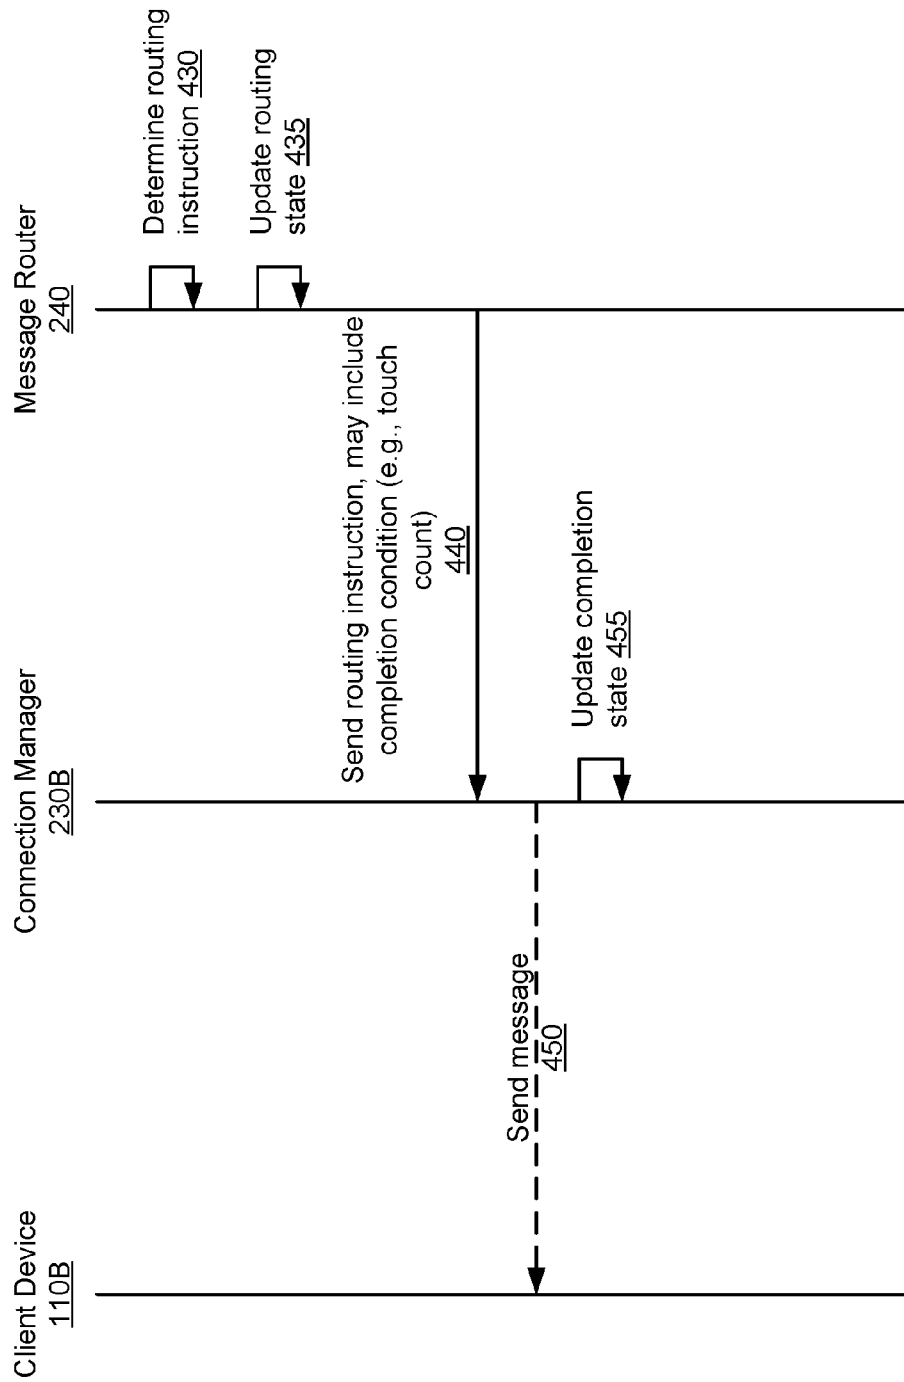 Client Device
110B
Connection Manager
230B
Message Router
240
Determine routing
instruction 430
Update routing
state 435
Send routing instruction, may include
completion condition (e.g., touch
count)
440
Send message
450
Update completion
state 455